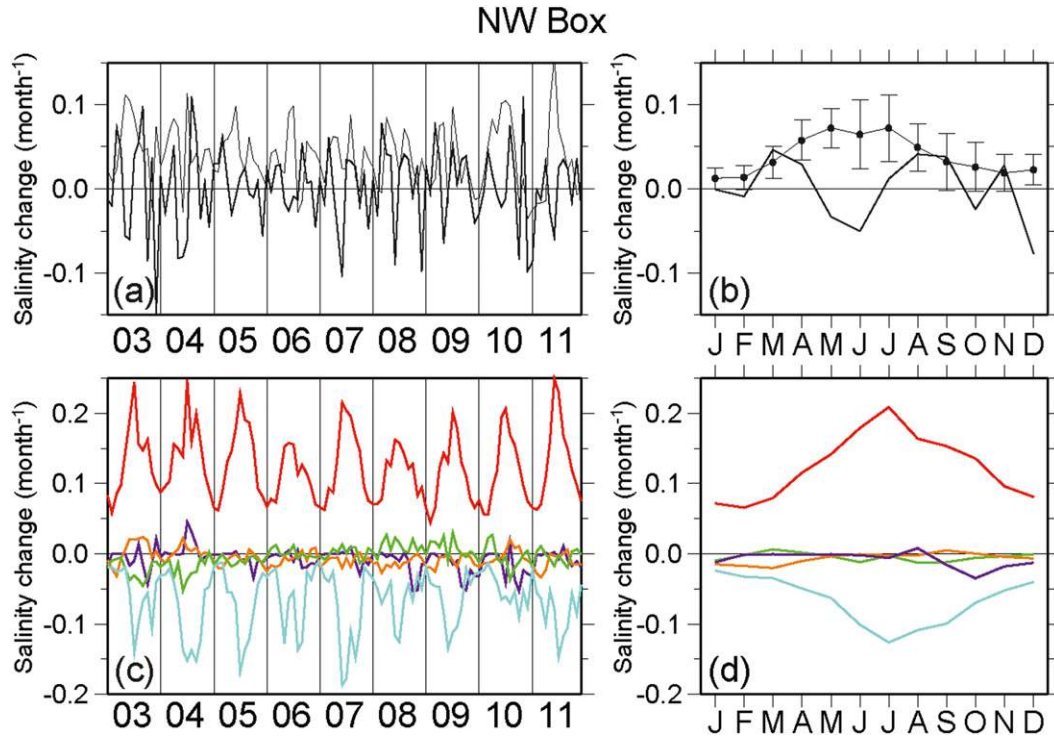 NW Box
Salinity change (month-1)
0.1
0.0
-0.1
(a)
03 04 05 06 07 08 09 10 11
Salinity change (month-1)
0.1
0.0
-0.1
(b)
J F M A M J J A S O N D
Salinity change (month-1)
0.2
0.1
0.0
-0.1
-0.2
(c)
03 04 05 06 07 08 09 10 11
Salinity change (month-1)
0.2
0.1
0.0
-0.1
-0.2
(d)
J F M A M J J A S O N D